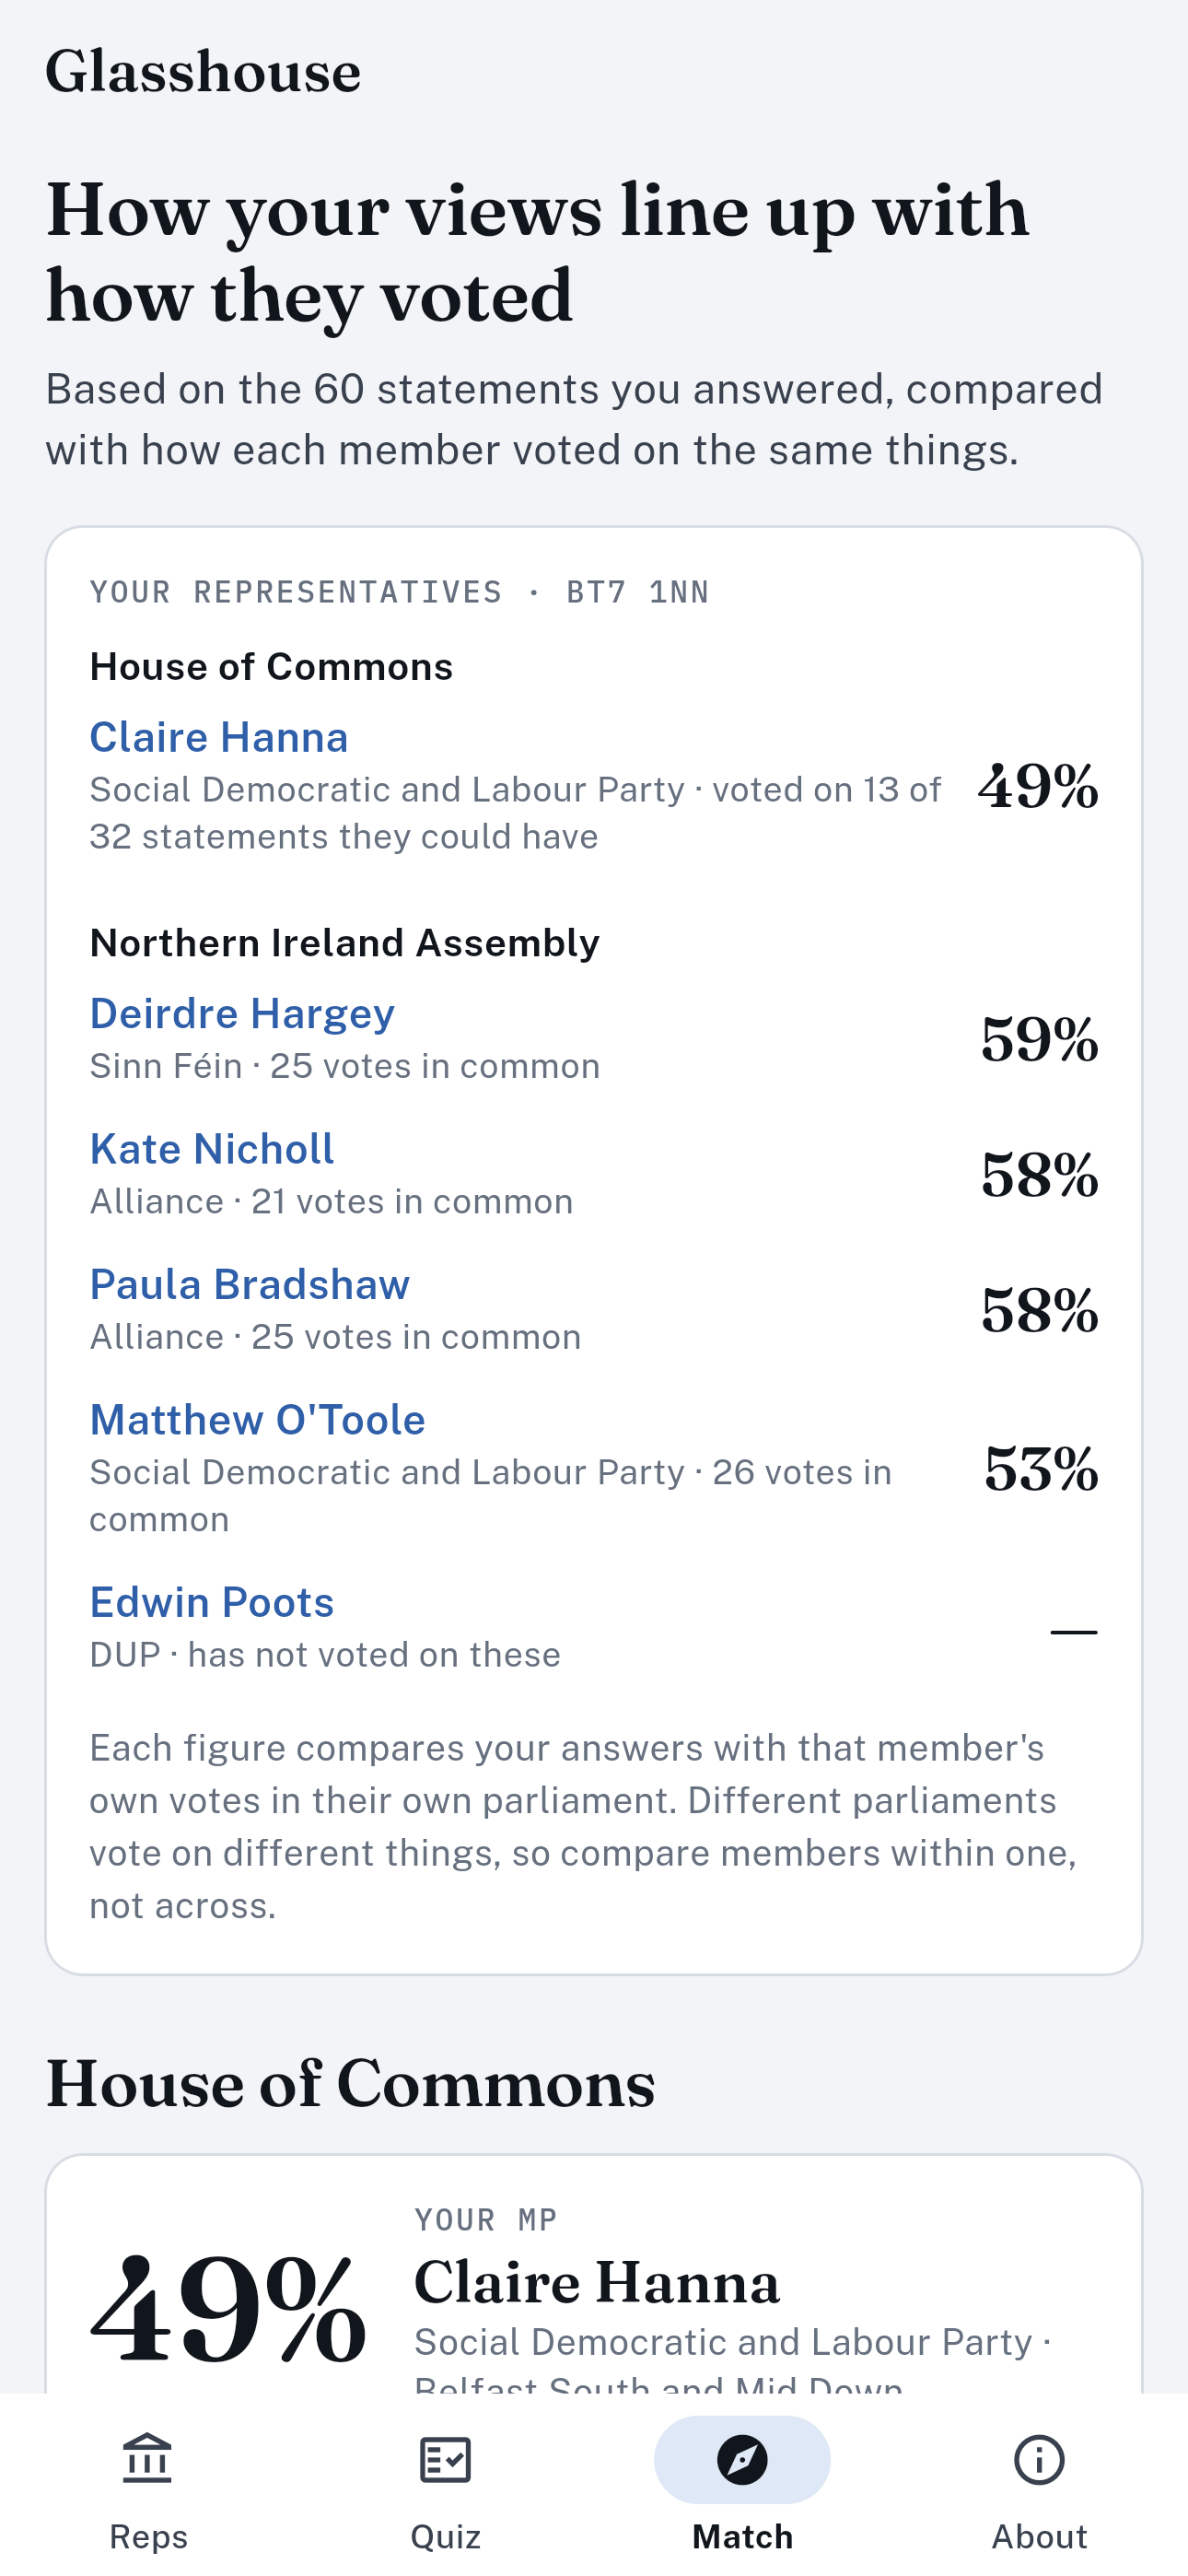 Glasshouse
How your views line up with
how they voted
Based on the 60 statements you answered, compared
with how each member voted on the same things.
YOUR REPRESENTATIVES · BT7 1NN
House of Commons
Claire Hanna
Social Democratic and Labour Party · voted on 13 of
32 statements they could have
49%
Northern Ireland Assembly
Deirdre Hargey
Sinn Féin · 25 votes in common
59%
Kate Nicholl
Alliance · 21 votes in common
58%
Paula Bradshaw
Alliance · 25 votes in common
58%
Matthew O'Toole
Social Democratic and Labour Party · 26 votes in
common
53%
Edwin Poots
DUP · has not voted on these
—
Each figure compares your answers with that member's
own votes in their own parliament. Different parliaments
vote on different things, so compare members within one,
not across.
House of Commons
49%
YOUR MP
Claire Hanna
Social Democratic and Labour Party ·
Belfast South and Mid Down
Reps
Quiz
Match
About